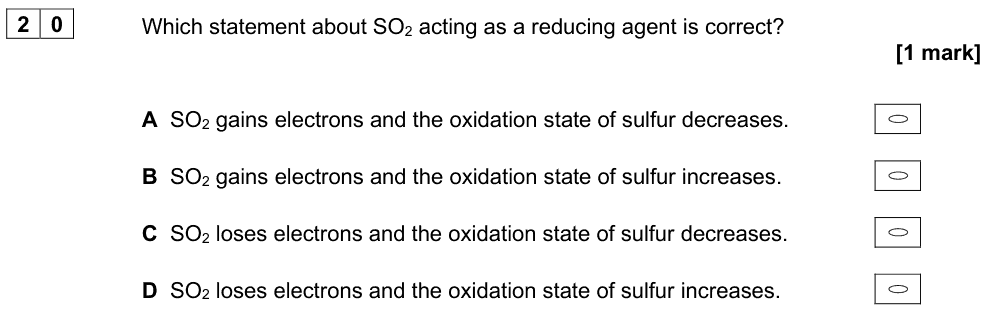 2 0 Which statement about SO₂ acting as a reducing agent is correct?
[1 mark]
A SO₂ gains electrons and the oxidation state of sulfur decreases.
B SO₂ gains electrons and the oxidation state of sulfur increases.
C SO₂ loses electrons and the oxidation state of sulfur decreases.
D SO₂ loses electrons and the oxidation state of sulfur increases.